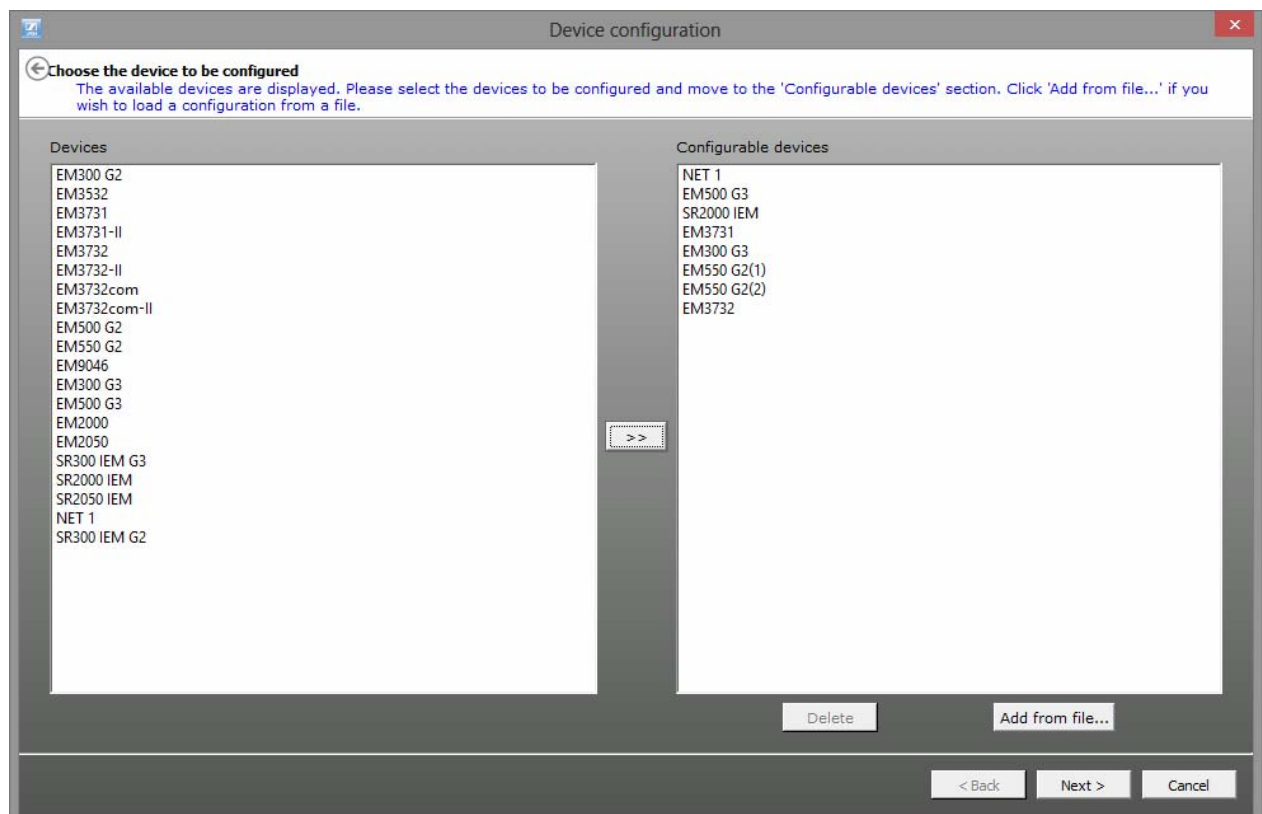 Device configuration
Choose the device to be configured
The available devices are displayed. Please select the devices to be configured and move to the 'Configurable devices' section. Click 'Add from file...' if you
wish to load a configuration from a file.
Devices
EM300 G2
EM3532
EM3731
EM3731-II
EM3732
EM3732-II
EM3732com
EM3732com-II
EM500 G2
EM550 G2
EM9046
EM300 G3
EM500 G3
EM2000
EM2050
SR300 IEM G3
SR2000 IEM
SR2050 IEM
NET 1
SR300 IEM G2
>>
Configurable devices
NET 1
EM500 G3
SR2000 IEM
EM3731
EM300 G3
EM550 G2(1)
EM550 G2(2)
EM3732
Delete
Add from file...
< Back
Next >
Cancel